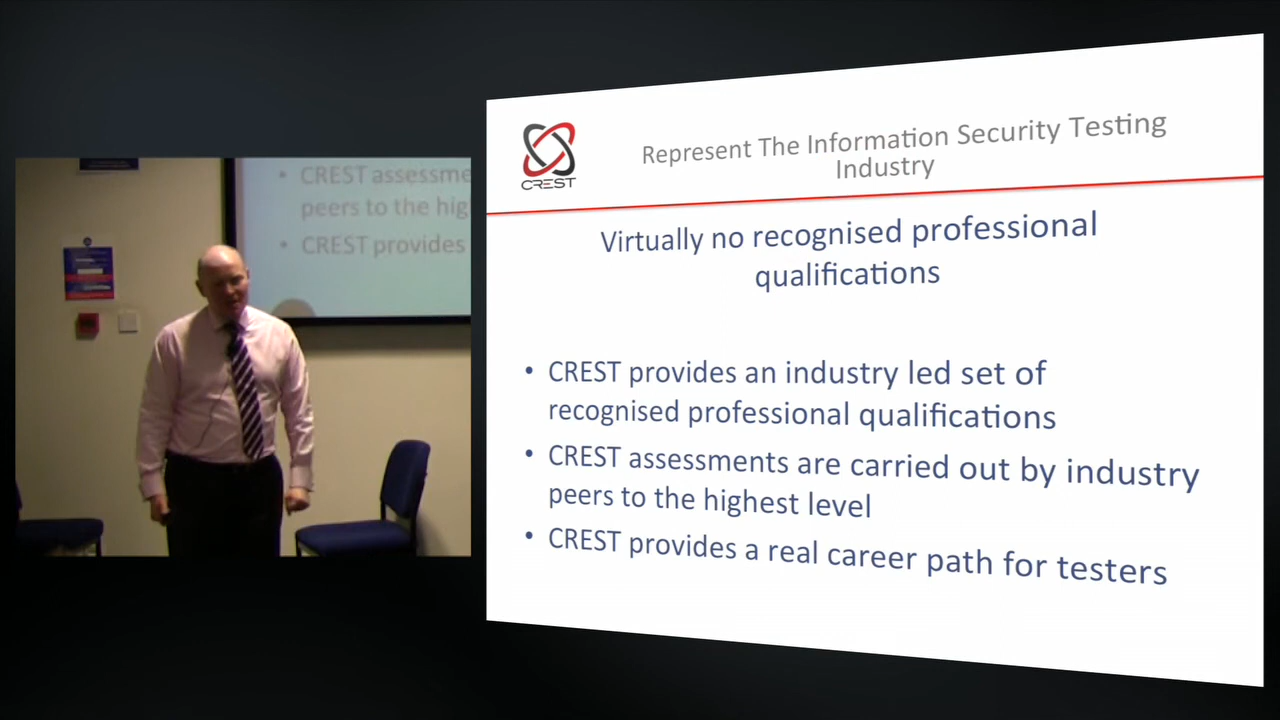 CREST assessme
peers to the hig
CREST provides
CREST
Represent The Information Security Testing
Industry
Virtually no recognised professional
qualifications
• CREST provides an industry led set of
recognised professional qualifications
• CREST assessments are carried out by industry
peers to the highest level
• CREST provides a real career path for testers